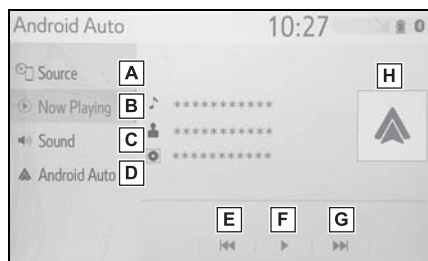 Android Auto 10:27
H
Source A
Now Playing B ***********
Sound C ***********
Android Auto D ***********
E F G